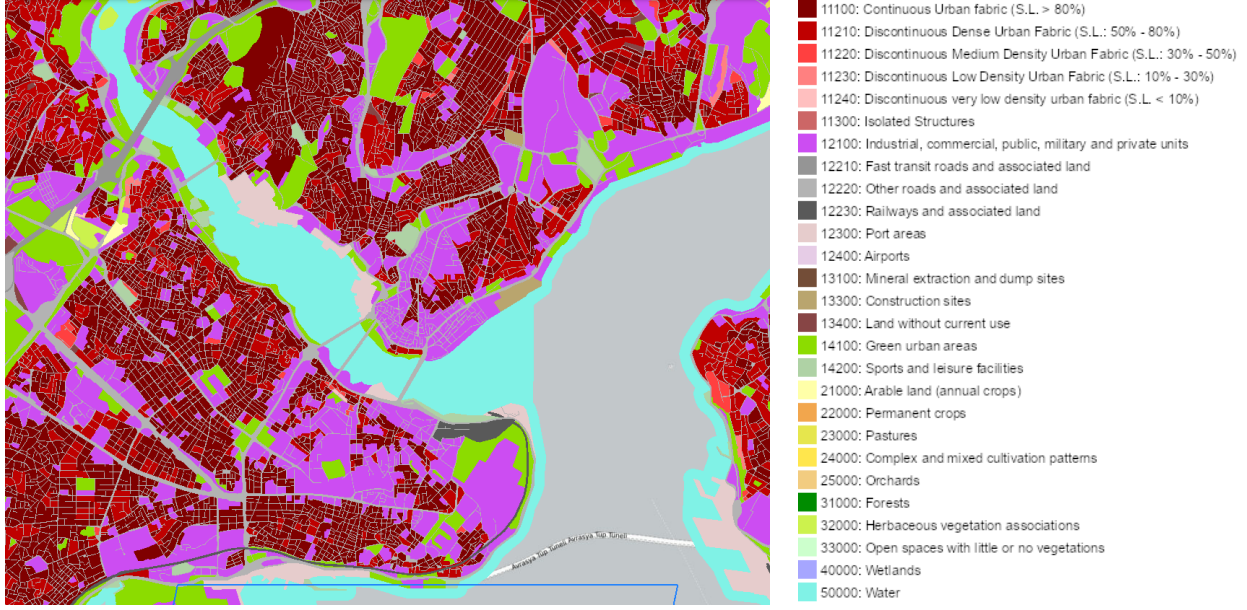 11100: Continuous Urban fabric (S.L. > 80%)
11210: Discontinuous Dense Urban Fabric (S.L.: 50% - 80%)
11220: Discontinuous Medium Density Urban Fabric (S.L.: 30% - 50%)
11230: Discontinuous Low Density Urban Fabric (S.L.: 10% - 30%)
11240: Discontinuous very low density urban fabric (S.L. < 10%)
11300: Isolated Structures
12100: Industrial, commercial, public, military and private units
12210: Fast transit roads and associated land
12220: Other roads and associated land
12230: Railways and associated land
12300: Port areas
12400: Airports
13100: Mineral extraction and dump sites
13300: Construction sites
13400: Land without current use
14100: Green urban areas
14200: Sports and leisure facilities
21000: Arable land (annual crops)
22000: Permanent crops
23000: Pastures
24000: Complex and mixed cultivation patterns
25000: Orchards
31000: Forests
32000: Herbaceous vegetation associations
33000: Open spaces with little or no vegetations
40000: Wetlands
50000: Water
Avrasya Tüp Tüneli Avrasya Tüp Tüneli